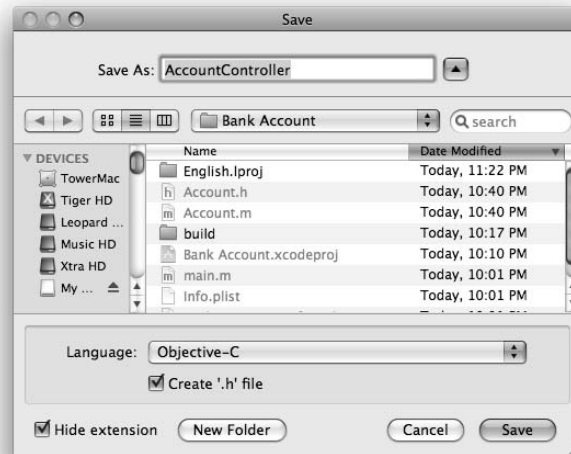 Save
Save As: AccountController
Bank Account
search
Name Date Modified
DEVICES
TowerMac
Tiger HD
Leopard ...
Music HD
Xtra HD
My ...
English.lproj Today, 11:22 PM
h Account.h Today, 10:40 PM
m Account.m Today, 10:40 PM
build Today, 10:17 PM
Bank Account.xcodeproj Today, 10:10 PM
m main.m Today, 10:01 PM
Info.plist Today, 10:01 PM
Language: Objective-C
Create '.h' file
Hide extension New Folder Cancel Save